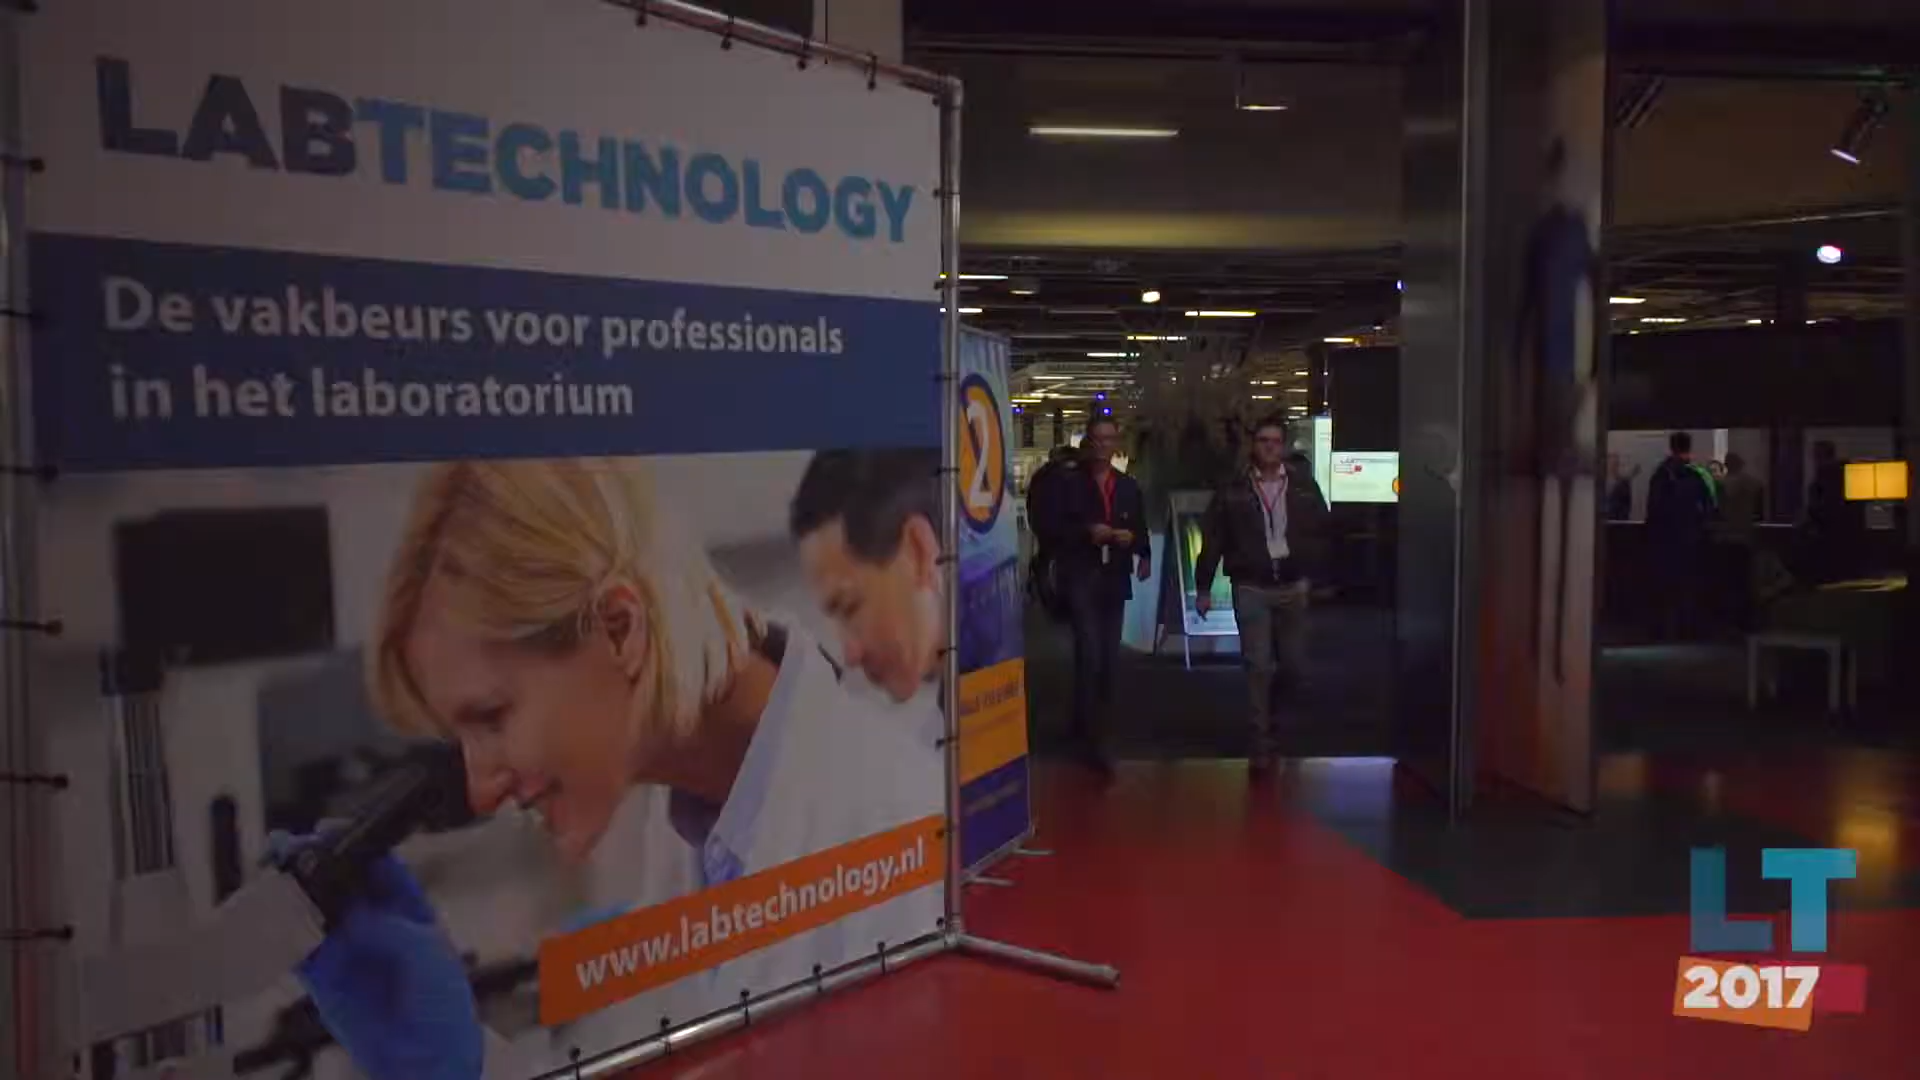 LABTECHNOLOGY
De vakbeurs voor professionals
in het laboratorium
2
www.labtechnology.nl
LT
2017